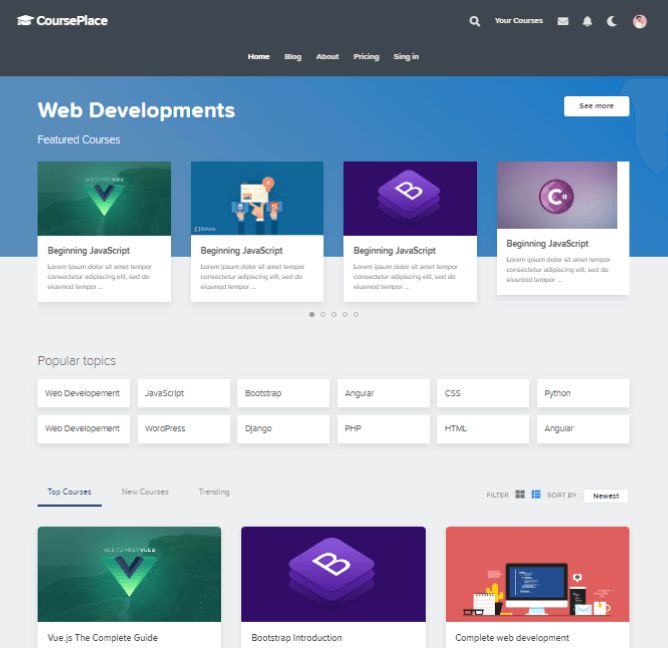 CoursePlace
Your Courses
Home Blog About Pricing Sing in
Web Developments
See more
Featured Courses
Beginning JavaScript
Lorem ipsum dolor sit amet tempor
consectetur adipiscing elit, sed do
eiusmod tempor ...
Beginning JavaScript
Lorem ipsum dolor sit amet tempor
consectetur adipiscing elit, sed do
eiusmod tempor ...
Beginning JavaScript
Lorem ipsum dolor sit amet tempor
consectetur adipiscing elit, sed do
eiusmod tempor ...
C
Beginning JavaScript
Lorem ipsum dolor sit amet tempor
consectetur adipiscing elit, sed do
eiusmod tempor ...
Popular topics
Web Developement JavaScript Bootstrap Angular CSS Python
Web Developement WordPress Django PHP HTML Angular
Top Courses New Courses Trending
FILTER SORT BY : Newest
B
Vue.js The Complete Guide
Bootstrap Introduction
Complete web development